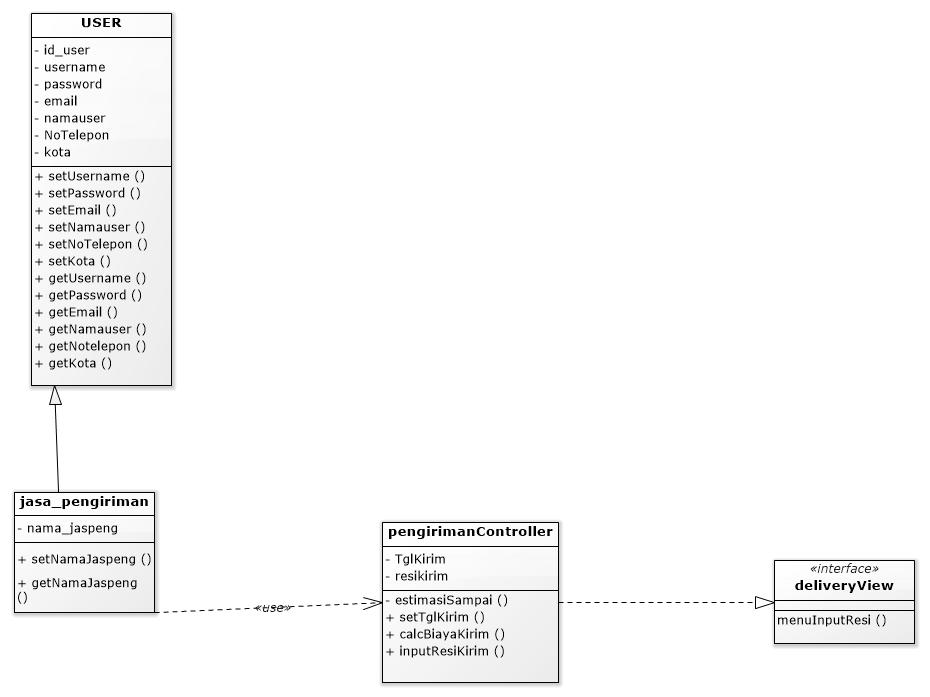 USER
- id_user
- username
- password
- email
- namauser
- NoTelepon
- kota
+ setUsername ()
+ setPassword ()
+ setEmail ()
+ setNamauser ()
+ setNoTelepon ()
+ setKota ()
+ getUsername ()
+ getPassword ()
+ getEmail ()
+ getNamauser ()
+ getNotelepon ()
+ getKota ()
jasa_pengiriman
- nama_jaspeng
+ setNamaJaspeng ()
+ getNamaJaspeng
()
«use»
pengirimanController
- TglKirim
- resikirim
- estimasiSampai ()
+ setTglKirim ()
+ calcBiayaKirim ()
+ inputResiKirim ()
«interface»
deliveryView
menuInputResi ()